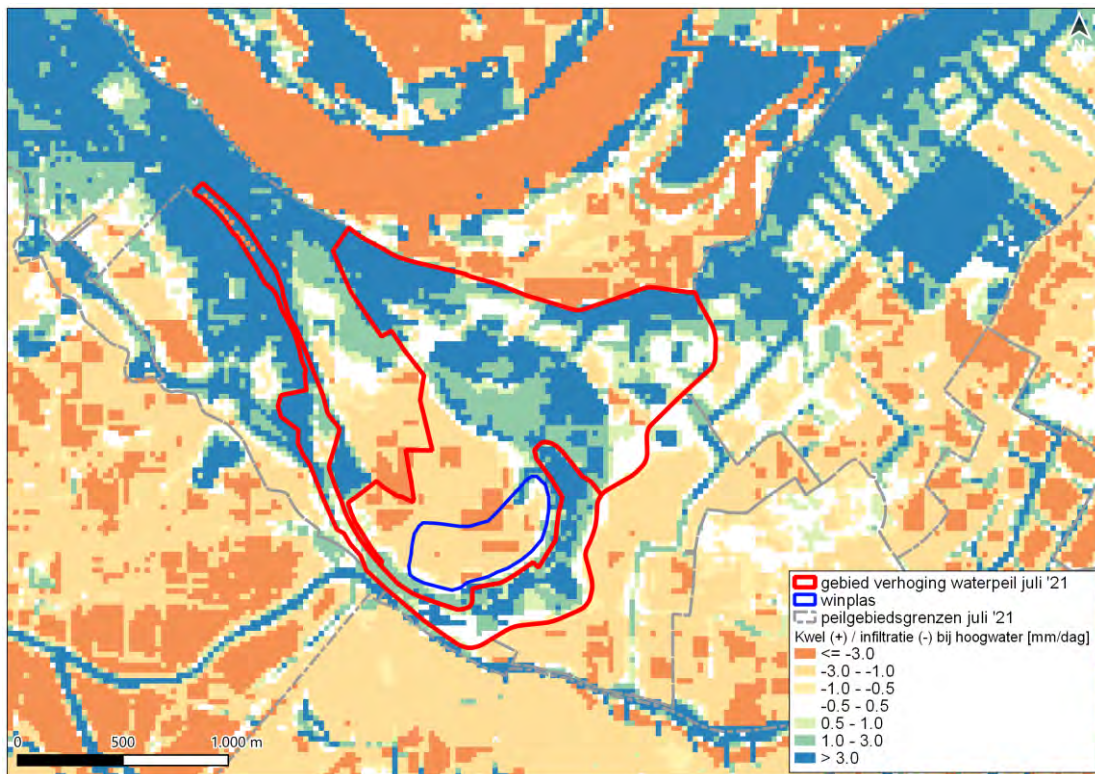 N
gebied verhoging waterpeil juli '21
winplas
peilgebiedsgrenzen juli '21
Kwel (+) / infiltratie (-) bij hoogwater [mm/dag]
<= -3.0
-3.0 - -1.0
-1.0 - -0.5
-0.5 - 0.5
0.5 - 1.0
1.0 - 3.0
> 3.0
0 500 1.000 m